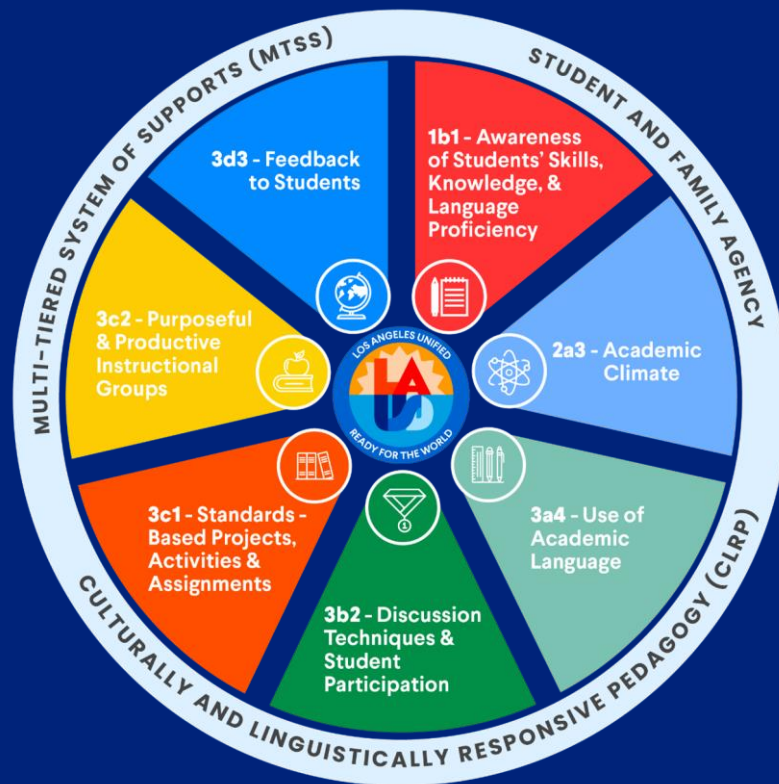 MULTI-TIERED SYSTEM OF SUPPORTS (MTSS)
STUDENT AND FAMILY AGENCY
CULTURALLY AND LINGUISTICALLY RESPONSIVE PEDAGOGY (CLRP)
3d3 - Feedback
to Students
1b1 - Awareness
of Students' Skills,
Knowledge, &
Language
Proficiency
3c2 - Purposeful
& Productive
Instructional
Groups
2a3 - Academic
Climate
LOS ANGELES UNIFIED
LAUSD
READY FOR THE WORLD
3c1 - Standards -
Based Projects,
Activities &
Assignments
3a4 - Use of
Academic
Language
1
3b2 - Discussion
Techniques &
Student
Participation